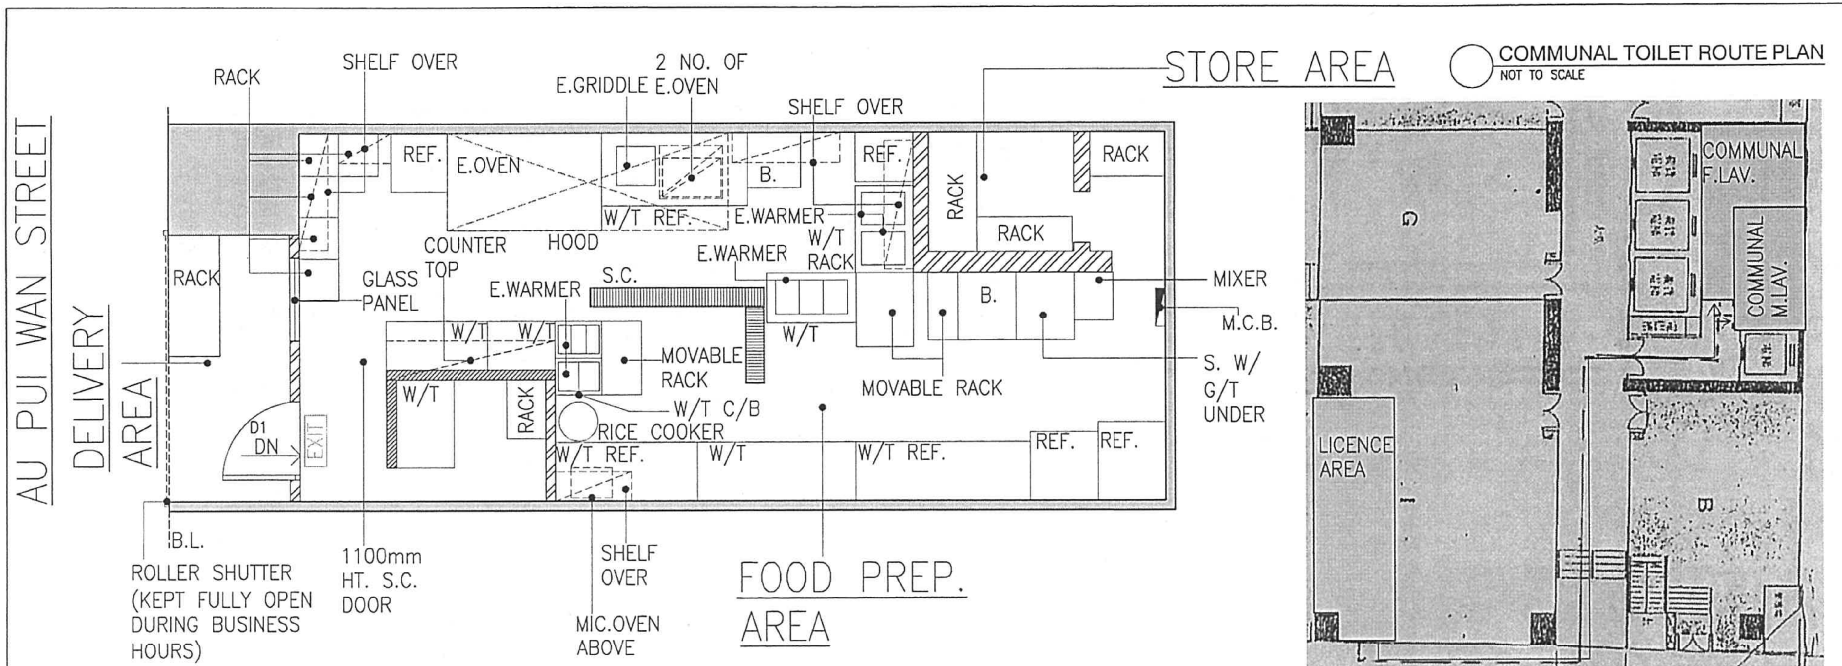 AU PUI WAN STREET
DELIVERY
AREA
RACK
SHELF OVER
E.GRIDDLE
2 NO. OF
E.OVEN
SHELF OVER
STORE AREA
COMMUNAL TOILET ROUTE PLAN
NOT TO SCALE
REF.
E.OVEN
B.
REF.
RACK
RACK
RACK
W/T REF.
HOOD
E.WARMER
W/T
RACK
RACK
COUNTER
TOP
GLASS
PANEL
S.C.
E.WARMER
E.WARMER
B.
MIXER
M.C.B.
W/T
W/T
W/T
MOVABLE
RACK
MOVABLE RACK
S. W/
G/T
UNDER
W/T
RACK
W/T C/B
RICE COOKER
D1
DN
EXIT
W/T REF.
W/T
W/T REF.
REF.
REF.
B.L.
ROLLER SHUTTER
(KEPT FULLY OPEN
DURING BUSINESS
HOURS)
1100mm
HT. S.C.
DOOR
SHELF
OVER
MIC.OVEN
ABOVE
FOOD PREP.
AREA
G
COMMUNAL
F.LAV.
COMMUNAL
M.LAV.
LICENCE
AREA
B